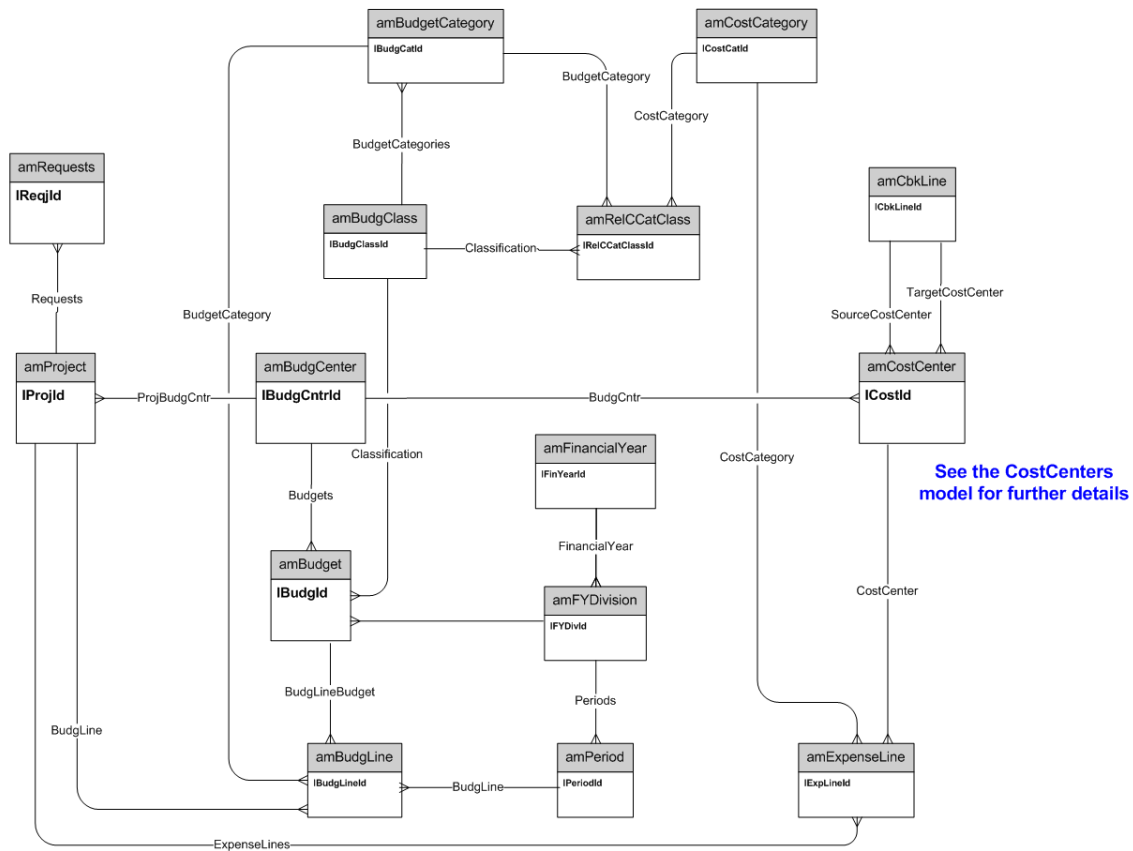 amBudgetCategory
lBudgCatId
amCostCategory
lCostCatId
BudgetCategory
CostCategory
BudgetCategories
amRequests
lReqjId
amCbkLine
lCbkLineId
amBudgClass
lBudgClassId
Classification
amRelCCatClass
lRelCCatClassId
Requests
BudgetCategory
TargetCostCenter
SourceCostCenter
amProject
lProjId
ProjBudgCntr
amBudgCenter
lBudgCntrId
BudgCntr
amCostCenter
lCostId
Classification
amFinancialYear
lFinYearId
CostCategory
See the CostCenters
model for further details
Budgets
FinancialYear
amBudget
lBudgId
amFYDivision
lFYDivId
CostCenter
BudgLineBudget
Periods
BudgLine
amBudgLine
lBudgLineId
BudgLine
amPeriod
lPeriodId
amExpenseLine
lExpLineId
ExpenseLines